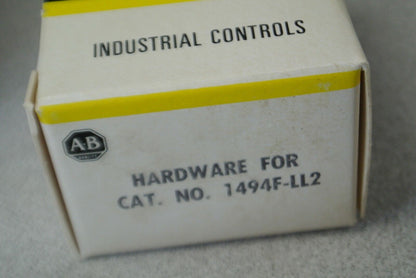 INDUSTRIAL CONTROLS
AB
HARDWARE FOR
CAT. NO. 1494F-LL2